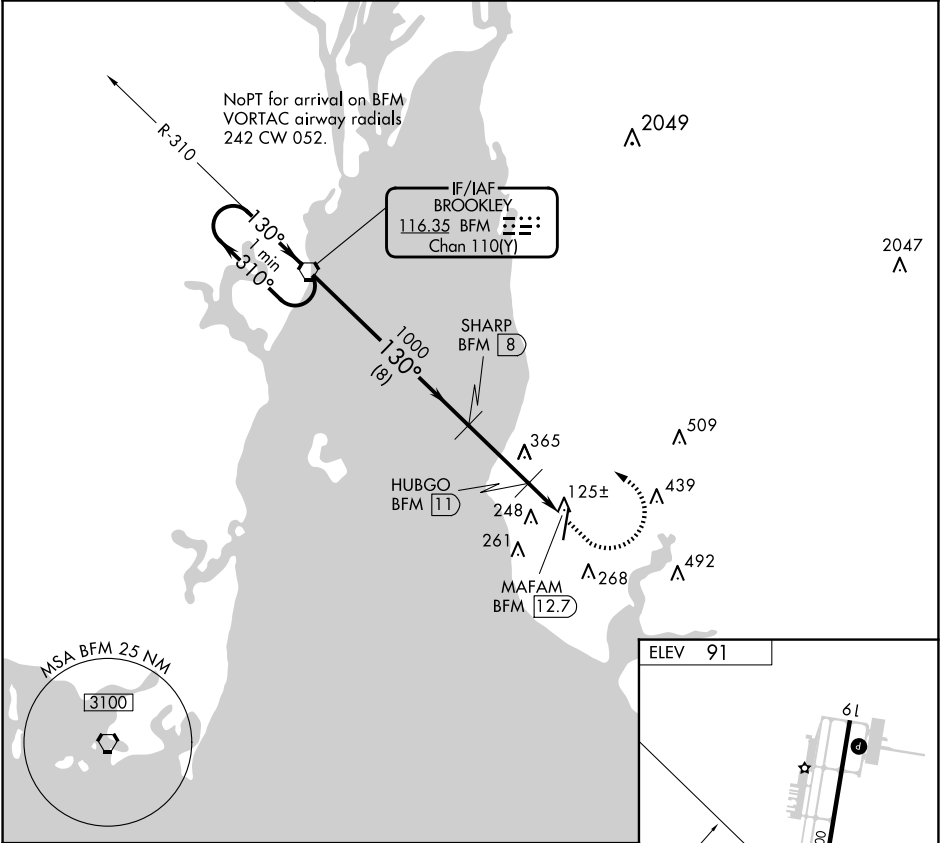 NoPT for arrival on BFM
VORTAC airway radials
242 CW 052.
R-310
2049
IF/IAF
BROOKLEY
116.35 BFM
Chan 110(Y)
130°
1 min
310°
2047
1000
130°
(8)
SHARP
BFM 8
509
365
HUBGO
BFM 11
125±
439
248
261
268
492
MAFAM
BFM 12.7
MSA BFM 25 NM
3100
ELEV 91
19
P